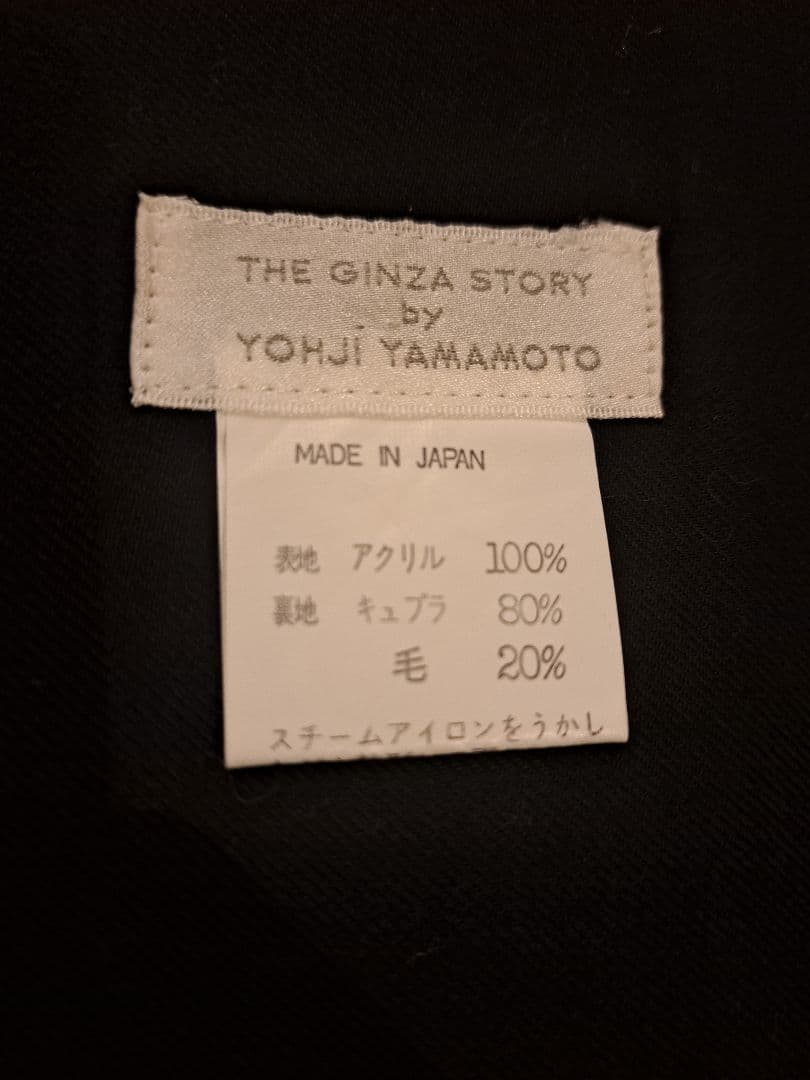 THE GINZA STORY
by
YOHJi YAMAMOTO
MADE IN JAPAN
表地 アクリル 100%
裏地 キュプラ 80%
毛 20%
スチームアイロンをうかし